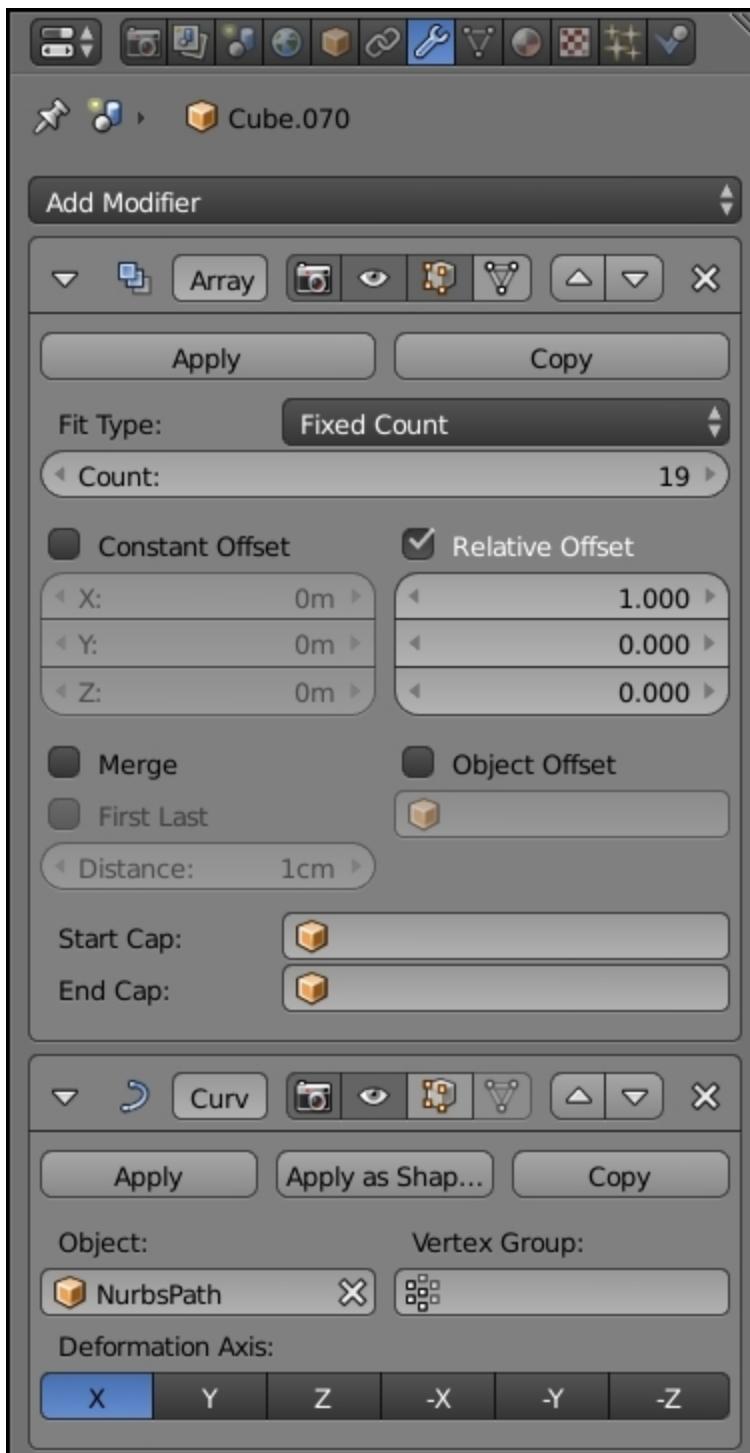 Cube.070
Add Modifier
Array
Apply Copy
Fit Type: Fixed Count
Count: 19
Constant Offset Relative Offset
X: 0m 1.000
Y: 0m 0.000
Z: 0m 0.000
Merge Object Offset
First Last
Distance: 1cm
Start Cap:
End Cap:
Curv
Apply Apply as Shap... Copy
Object: Vertex Group:
NurbsPath
Deformation Axis:
X Y Z -X -Y -Z